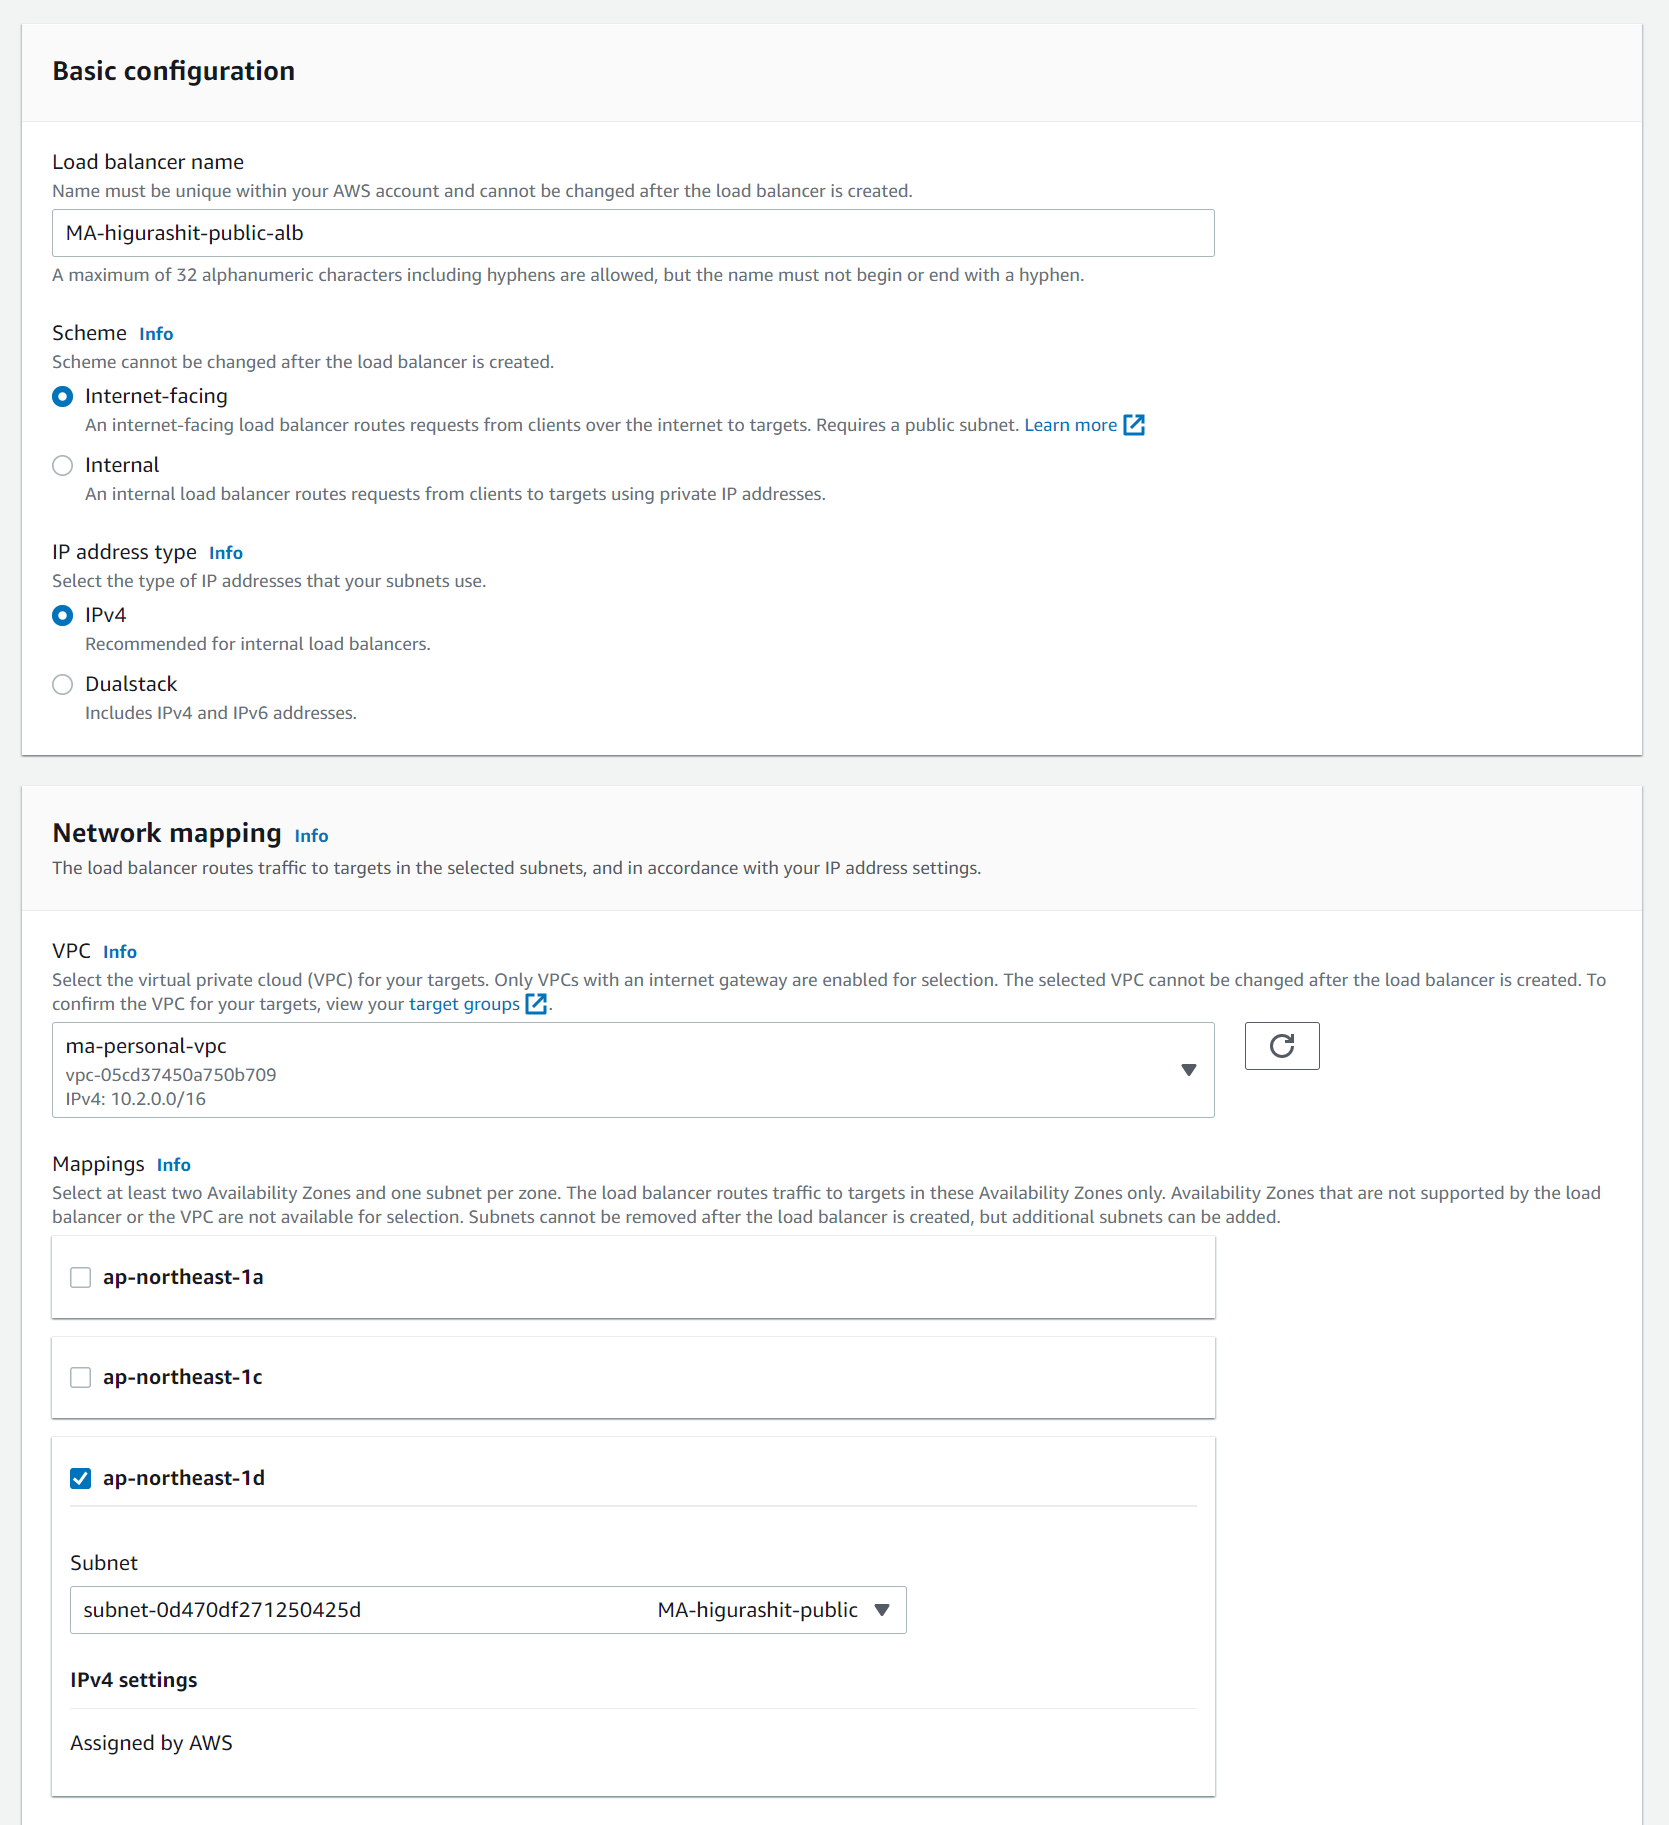 Basic configuration
Load balancer name
Name must be unique within your AWS account and cannot be changed after the load balancer is created.
MA-higurashit-public-alb
A maximum of 32 alphanumeric characters including hyphens are allowed, but the name must not begin or end with a hyphen.
Scheme Info
Scheme cannot be changed after the load balancer is created.
Internet-facing
An internet-facing load balancer routes requests from clients over the internet to targets. Requires a public subnet. Learn more
Internal
An internal load balancer routes requests from clients to targets using private IP addresses.
IP address type Info
Select the type of IP addresses that your subnets use.
IPv4
Recommended for internal load balancers.
Dualstack
Includes IPv4 and IPv6 addresses.
Network mapping Info
The load balancer routes traffic to targets in the selected subnets, and in accordance with your IP address settings.
VPC Info
Select the virtual private cloud (VPC) for your targets. Only VPCs with an internet gateway are enabled for selection. The selected VPC cannot be changed after the load balancer is created. To
confirm the VPC for your targets, view your target groups.
ma-personal-vpc
vpc-05cd37450a750b709
IPv4: 10.2.0.0/16
Mappings Info
Select at least two Availability Zones and one subnet per zone. The load balancer routes traffic to targets in these Availability Zones only. Availability Zones that are not supported by the load
balancer or the VPC are not available for selection. Subnets cannot be removed after the load balancer is created, but additional subnets can be added.
ap-northeast-1a
ap-northeast-1c
ap-northeast-1d
Subnet
subnet-0d470df271250425d MA-higurashit-public
IPv4 settings
Assigned by AWS